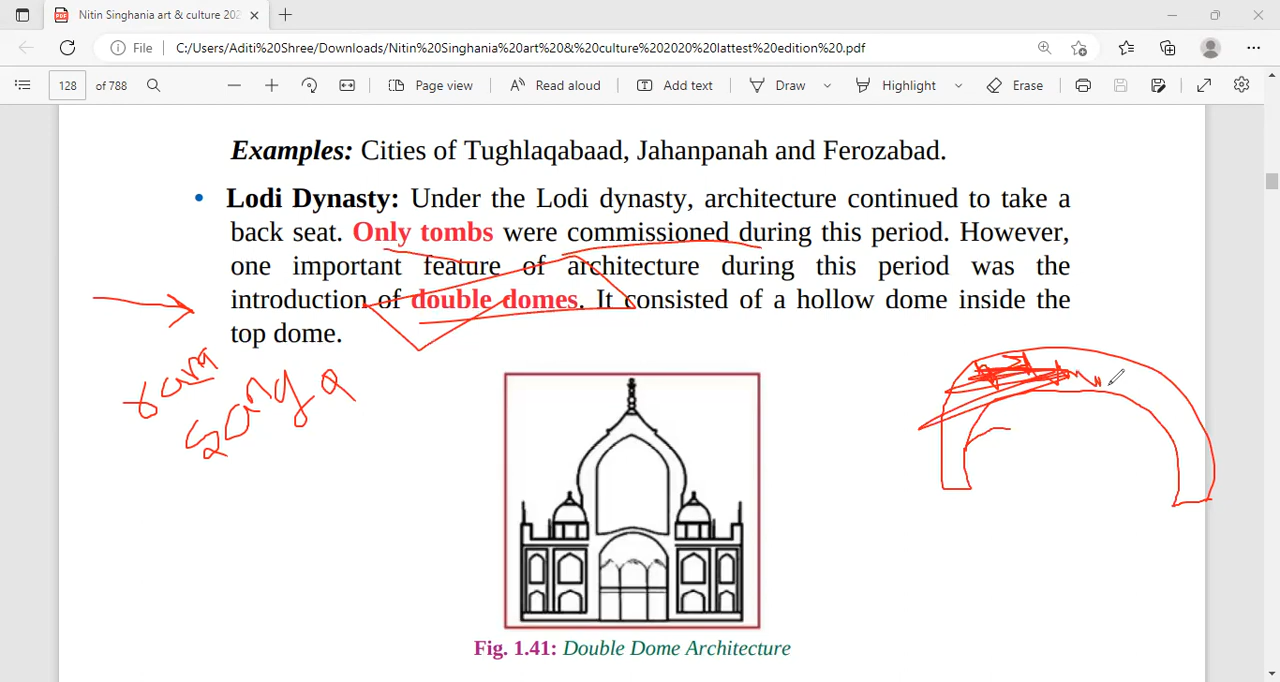 Nitin Singhania art & culture 202
File C:/Users/Aditi%20Shree/Downloads/Nitin%20Singhania%20art%20&%20culture%202020%20lattest%20edition%20.pdf
128 of 788 Page view Read aloud Add text Draw Highlight Erase
Examples: Cities of Tughlaqabaad, Jahanpanah and Ferozabad.
• Lodi Dynasty: Under the Lodi dynasty, architecture continued to take a
back seat. Only tombs were commissioned during this period. However,
one important feature of architecture during this period was the
introduction of double domes. It consisted of a hollow dome inside the
top dome.
Fig. 1.41: Double Dome Architecture